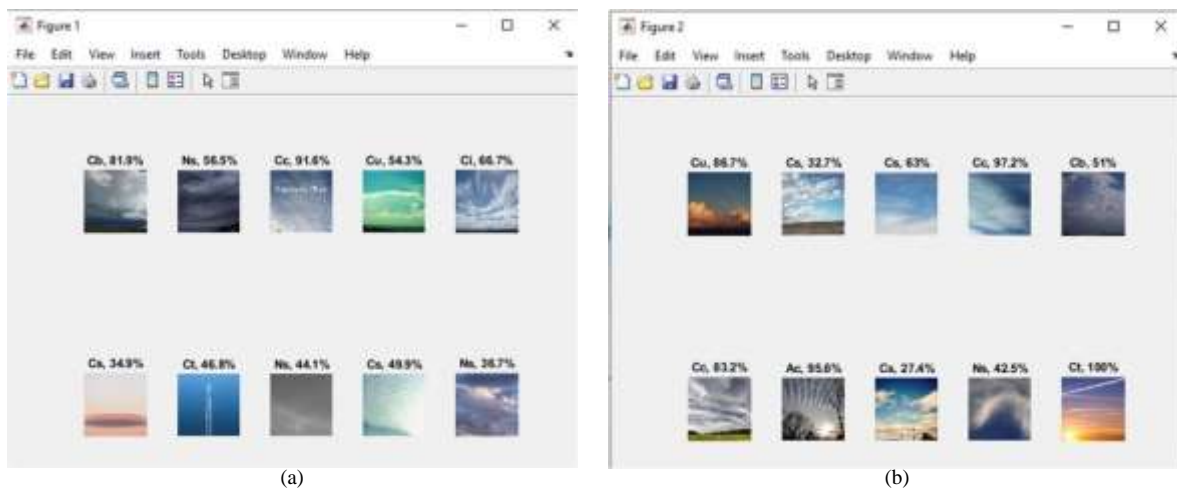 Figure 1
File Edit View Insert Tools Desktop Window Help
Cb, 81.9% Ns, 56.5% Cc, 91.6% Cu, 54.3% Ci, 66.7%
Cs, 34.9% Ct, 46.8% Ns, 44.1% Cs, 49.9% Ns, 36.7%
(a)
Figure 2
File Edit View Insert Tools Desktop Window Help
Cu, 86.7% Cs, 32.7% Cs, 63% Cc, 97.2% Cb, 51%
Cc, 83.2% Ac, 95.6% Cs, 27.4% Ns, 42.5% Ct, 100%
(b)